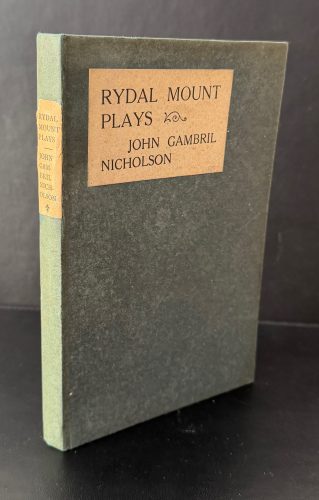 RYDAL MOUNT
PLAYS
JOHN GAMBRIL
NICHOLSON
RYDAL
MOUNT
PLAYS
JOHN
GAM
BRIL
NICH-
OLSON